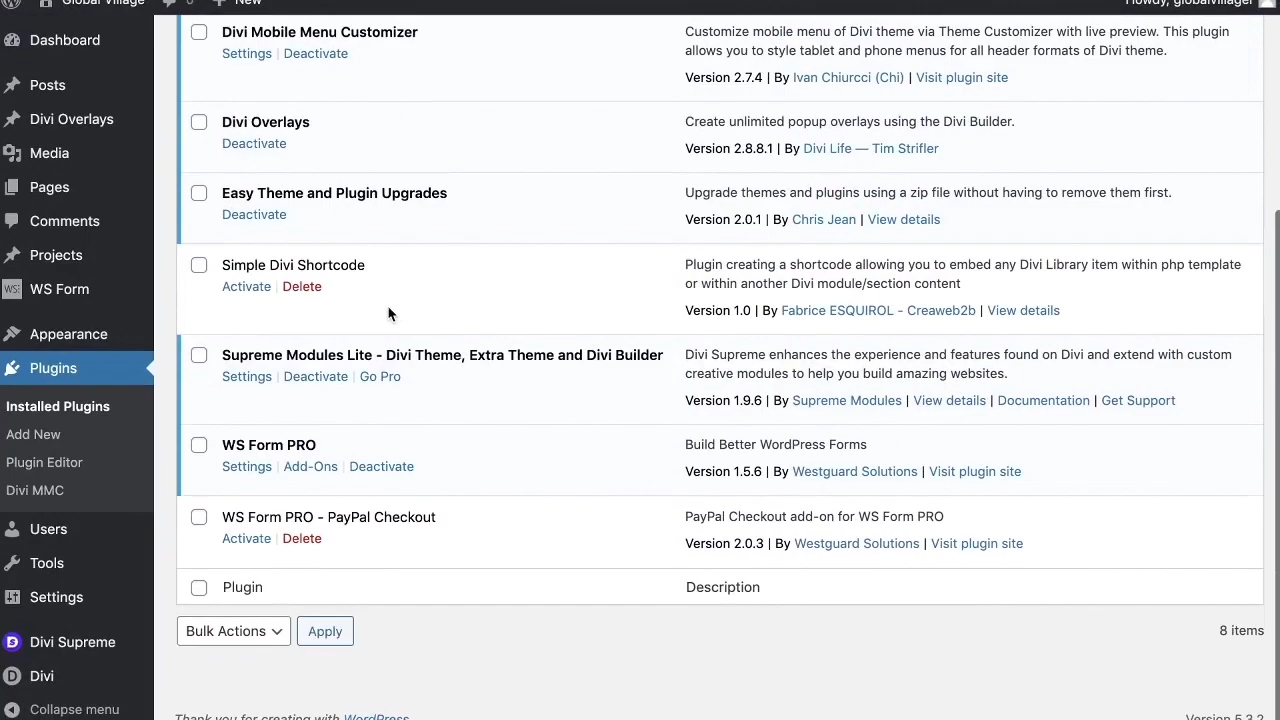 Global Village
0
New
Howdy, globalvillager
Dashboard
Posts
Divi Overlays
Media
Pages
Comments
Projects
WSF WS Form
Appearance
Plugins
Installed Plugins
Add New
Plugin Editor
Divi MMC
Users
Tools
Settings
Divi Supreme
Divi
Collapse menu
Divi Mobile Menu Customizer
Settings | Deactivate
Customize mobile menu of Divi theme via Theme Customizer with live preview. This plugin
allows you to style tablet and phone menus for all header formats of Divi theme.
Version 2.7.4 | By Ivan Chiurcci (Chi) | Visit plugin site
Divi Overlays
Deactivate
Create unlimited popup overlays using the Divi Builder.
Version 2.8.8.1 | By Divi Life — Tim Strifler
Easy Theme and Plugin Upgrades
Deactivate
Upgrade themes and plugins using a zip file without having to remove them first.
Version 2.0.1 | By Chris Jean | View details
Simple Divi Shortcode
Activate | Delete
Plugin creating a shortcode allowing you to embed any Divi Library item within php template
or within another Divi module/section content
Version 1.0 | By Fabrice ESQUIROL - Creaweb2b | View details
Supreme Modules Lite - Divi Theme, Extra Theme and Divi Builder
Settings | Deactivate | Go Pro
Divi Supreme enhances the experience and features found on Divi and extend with custom
creative modules to help you build amazing websites.
Version 1.9.6 | By Supreme Modules | View details | Documentation | Get Support
WS Form PRO
Settings | Add-Ons | Deactivate
Build Better WordPress Forms
Version 1.5.6 | By Westguard Solutions | Visit plugin site
WS Form PRO - PayPal Checkout
Activate | Delete
PayPal Checkout add-on for WS Form PRO
Version 2.0.3 | By Westguard Solutions | Visit plugin site
Plugin
Description
Bulk Actions
Apply
8 items
Thank you for creating with WordPress
Version 5.3.2